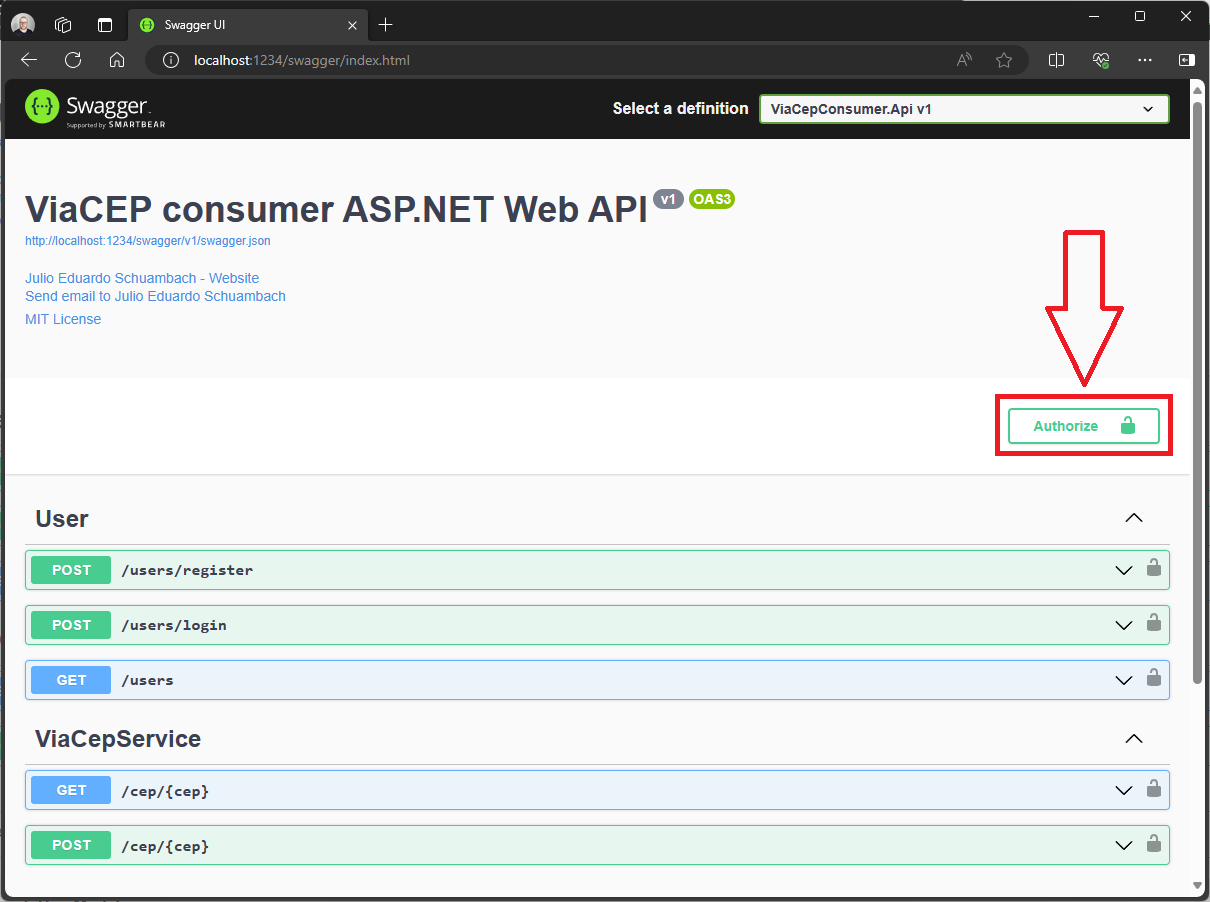 Swagger UI
localhost:1234/swagger/index.html
Swagger
Supported by SMARTBEAR
Select a definition
ViaCepConsumer.Api v1
ViaCEP consumer ASP.NET Web API v1 OAS3
http://localhost:1234/swagger/v1/swagger.json
Julio Eduardo Schuambach - Website
Send email to Julio Eduardo Schuambach
MIT License
Authorize
User
POST /users/register
POST /users/login
GET /users
ViaCepService
GET /cep/{cep}
POST /cep/{cep}